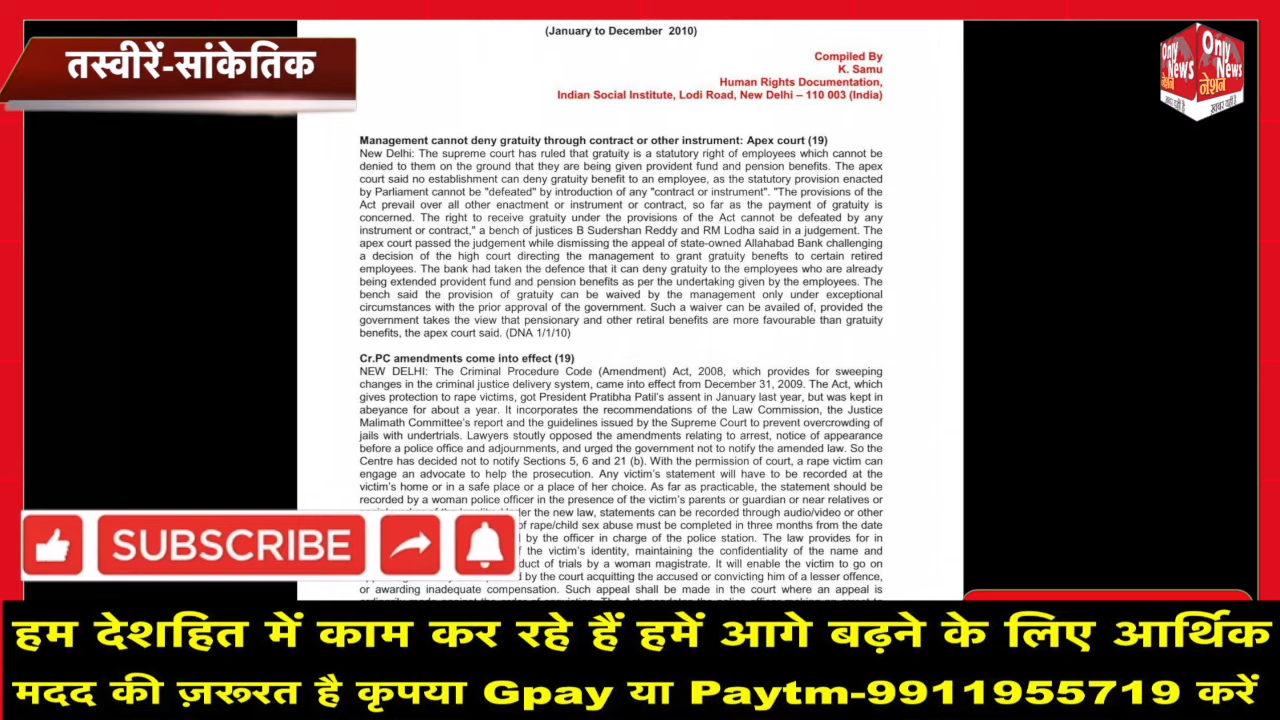 (January to December 2010)
तस्वीरें-सांकेतिक
Only News
नेशन
Only News
नेशन
ख़बर यहीं है
Compiled By
K. Samu
Human Rights Documentation,
Indian Social Institute, Lodi Road, New Delhi – 110 003 (India)
Management cannot deny gratuity through contract or other instrument: Apex court (19)
New Delhi: The supreme court has ruled that gratuity is a statutory right of employees which cannot be
denied to them on the ground that they are being given provident fund and pension benefits. The apex
court said no establishment can deny gratuity benefit to an employee, as the statutory provision enacted
by Parliament cannot be "defeated" by introduction of any "contract or instrument". "The provisions of the
Act prevail over all other enactment or instrument or contract, so far as the payment of gratuity is
concerned. The right to receive gratuity under the provisions of the Act cannot be defeated by any
instrument or contract," a bench of justices B Sudershan Reddy and RM Lodha said in a judgement. The
apex court passed the judgement while dismissing the appeal of state-owned Allahabad Bank challenging
a decision of the high court directing the management to grant gratuity benefts to certain retired
employees. The bank had taken the defence that it can deny gratuity to the employees who are already
being extended provident fund and pension benefits as per the undertaking given by the employees. The
bench said the provision of gratuity can be waived by the management only under exceptional
circumstances with the prior approval of the government. Such a waiver can be availed of, provided the
government takes the view that pensionary and other retiral benefits are more favourable than gratuity
benefits, the apex court said. (DNA 1/1/10)
Cr.PC amendments come into effect (19)
NEW DELHI: The Criminal Procedure Code (Amendment) Act, 2008, which provides for sweeping
changes in the criminal justice delivery system, came into effect from December 31, 2009. The Act, which
gives protection to rape victims, got President Pratibha Patil's assent in January last year, but was kept in
abeyance for about a year. It incorporates the recommendations of the Law Commission, the Justice
Malimath Committee's report and the guidelines issued by the Supreme Court to prevent overcrowding of
jails with undertrials. Lawyers stoutly opposed the amendments relating to arrest, notice of appearance
before a police office and adjournments, and urged the government not to notify the amended law. So the
Centre has decided not to notify Sections 5, 6 and 21 (b). With the permission of court, a rape victim can
engage an advocate to help the prosecution. Any victim's statement will have to be recorded at the
victim's home or in a safe place or a place of her choice. As far as practicable, the statement should be
recorded by a woman police officer in the presence of the victim's parents or guardian or near relatives or
the new law, statements can be recorded through audio/video or other
of rape/child sex abuse must be completed in three months from the date
by the officer in charge of the police station. The law provides for in
the victim's identity, maintaining the confidentiality of the name and
of trials by a woman magistrate. It will enable the victim to go on
by the court acquitting the accused or convicting him of a lesser offence,
or awarding inadequate compensation. Such appeal shall be made in the court where an appeal is
SUBSCRIBE
हम देशहित में काम कर रहे हैं हमें आगे बढ़ने के लिए आर्थिक
मदद की ज़रूरत है कृपया Gpay या Paytm-9911955719 करें